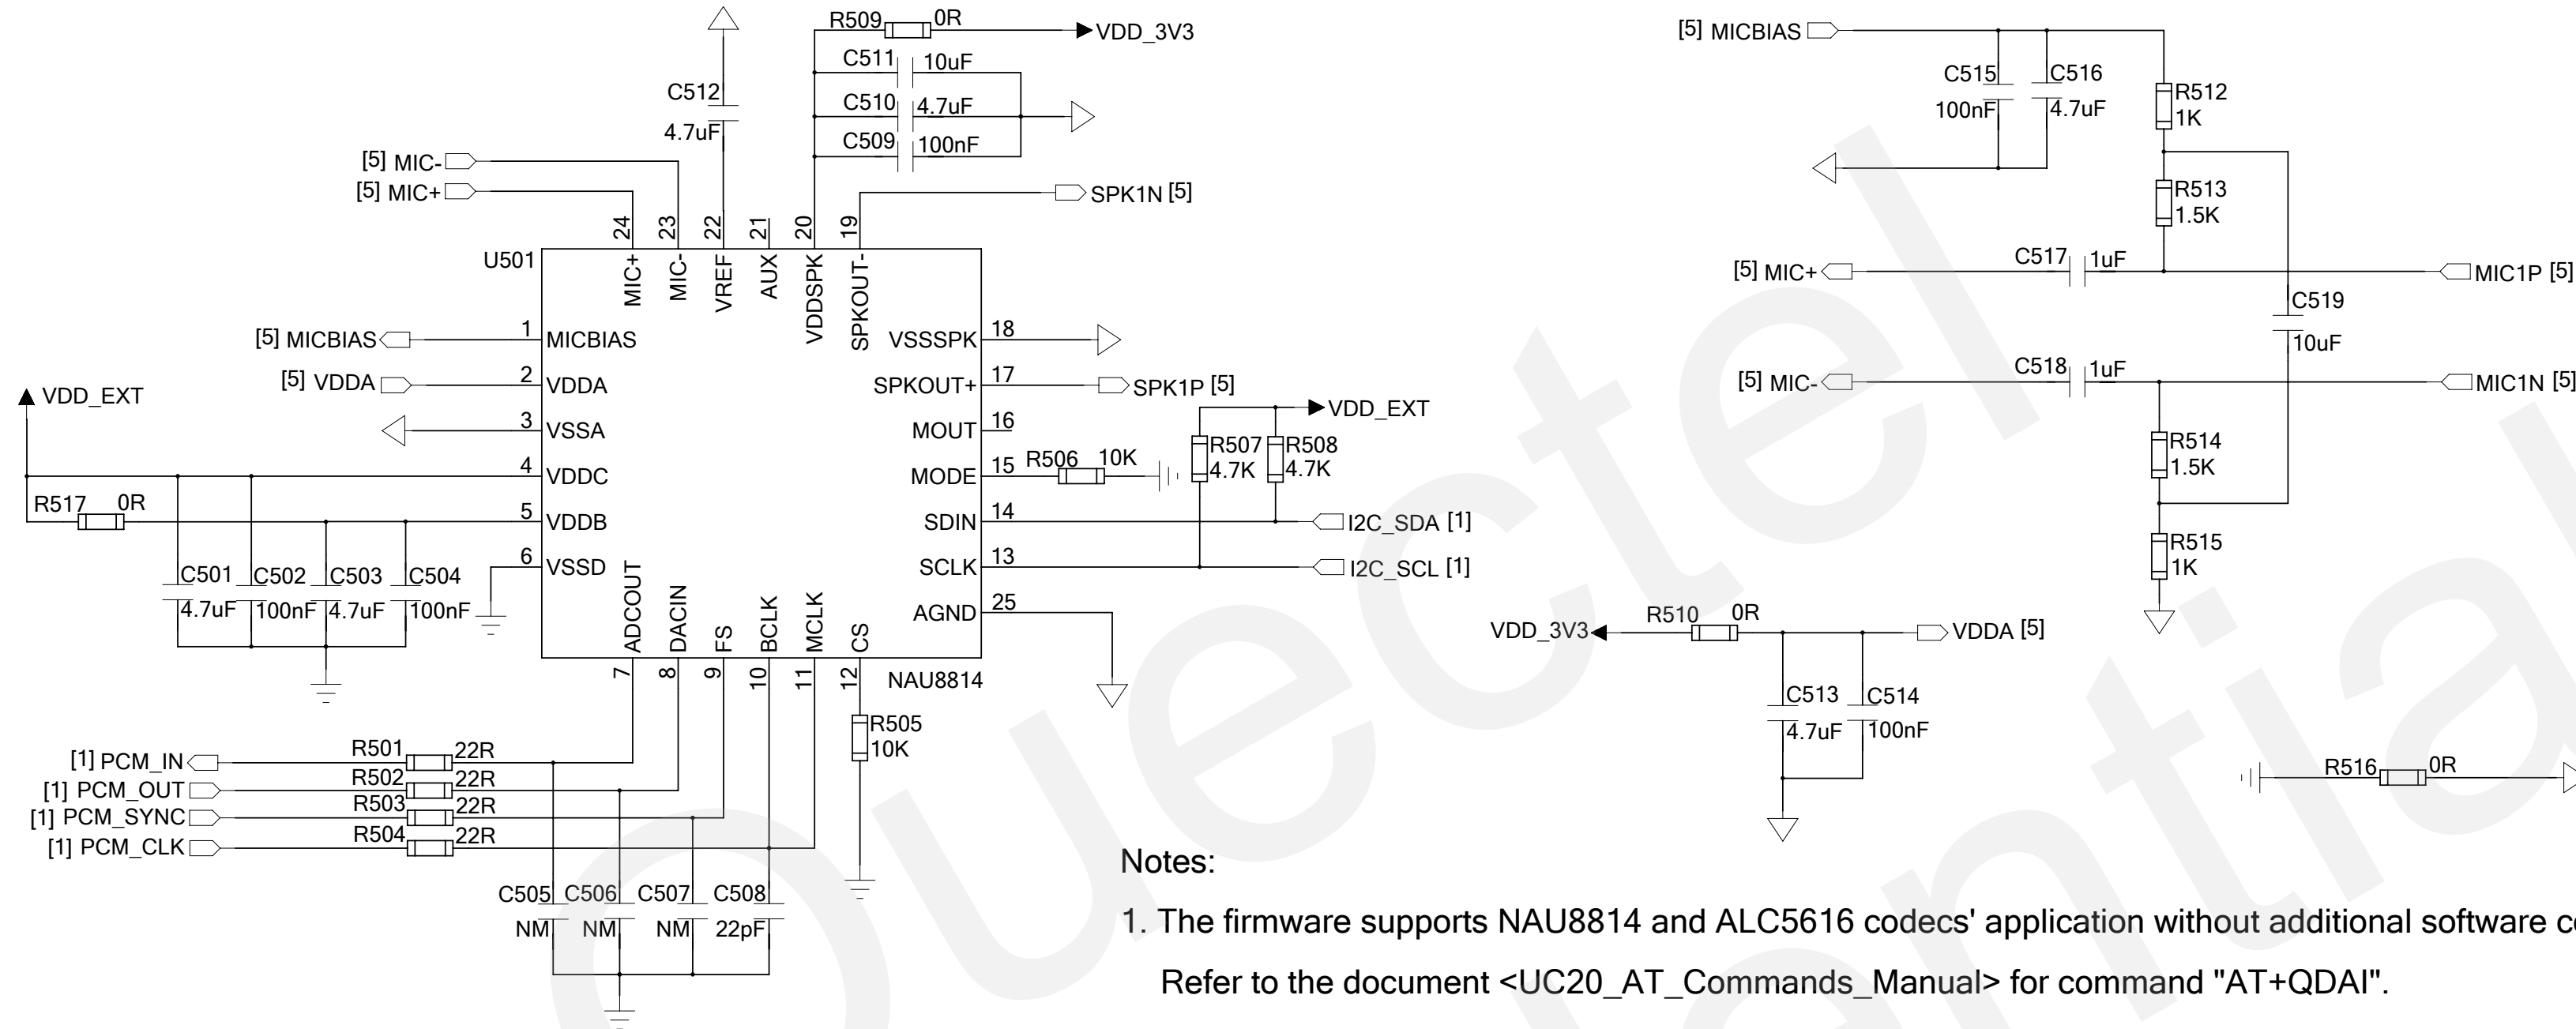 R509 0R
VDD_3V3
C511 10uF
C510 4.7uF
C509 100nF
C512
4.7uF
[5] MIC-
[5] MIC+
SPK1N [5]
24 23 22 21 20 19
U501
MIC+ MIC- VREF AUX VDDSPK SPKOUT-
[5] MICBIAS 1 MICBIAS
VSSSPK 18
[5] VDDA 2 VDDA
SPKOUT+ 17 SPK1P [5]
VDD_EXT
3 VSSA
MOUT 16
VDD_EXT
R507
4.7K
R508
4.7K
4 VDDC
MODE 15 R506 10K
R517 0R
5 VDDB
SDIN 14 I2C_SDA [1]
6 VSSD
SCLK 13 I2C_SCL [1]
C501
4.7uF
C502
100nF
C503
4.7uF
C504
100nF
AGND 25
ADCOUT DACIN FS BCLK MCLK CS
7 8 9 10 11 12
NAU8814
R505
10K
[1] PCM_IN R501 22R
[1] PCM_OUT R502 22R
[1] PCM_SYNC R503 22R
[1] PCM_CLK R504 22R
C505
NM
C506
NM
C507
NM
C508
22pF
[5] MICBIAS
C515
100nF
C516
4.7uF
R512
1K
R513
1.5K
[5] MIC+ C517 1uF MIC1P [5]
C519
10uF
[5] MIC- C518 1uF MIC1N [5]
R514
1.5K
R515
1K
VDD_3V3 R510 0R VDDA [5]
C513
4.7uF
C514
100nF
R516 0R
Notes:
1. The firmware supports NAU8814 and ALC5616 codecs' application without additional software
Refer to the document <UC20_AT_Commands_Manual> for command "AT+QDAI".
Quectel